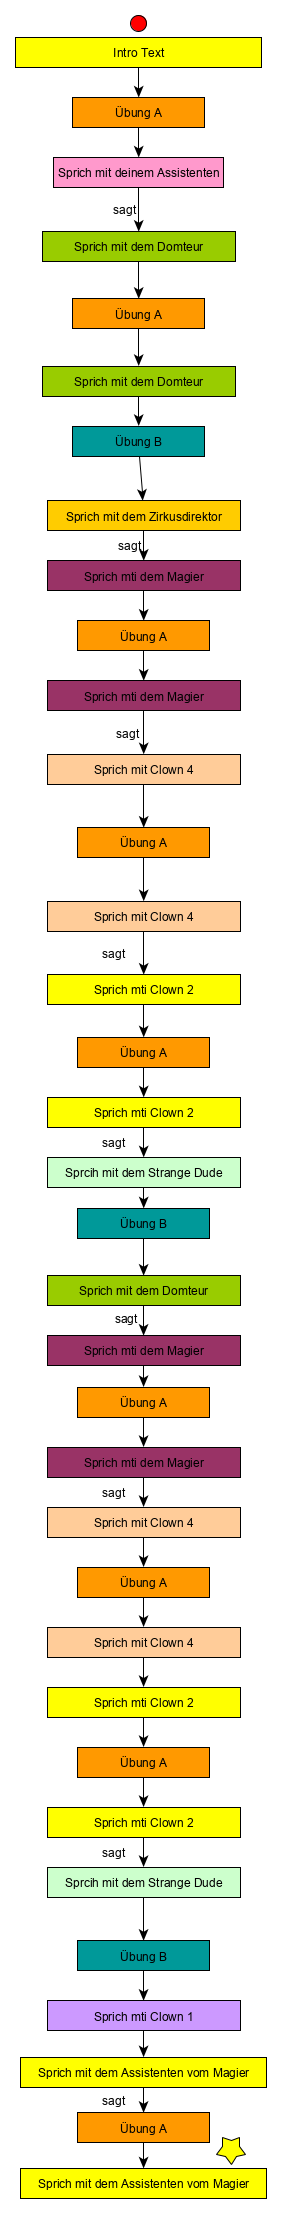 Intro Text
Übung A
Sprich mit deinem Assistenten
sagt
Sprich mit dem Domteur
Übung A
Sprich mit dem Domteur
Übung B
Sprich mit dem Zirkusdirektor
sagt
Sprich mti dem Magier
Übung A
Sprich mti dem Magier
sagt
Sprich mit Clown 4
Übung A
Sprich mit Clown 4
sagt
Sprich mti Clown 2
Übung A
Sprich mti Clown 2
sagt
Sprcih mit dem Strange Dude
Übung B
Sprich mit dem Domteur
sagt
Sprich mti dem Magier
Übung A
Sprich mti dem Magier
sagt
Sprich mit Clown 4
Übung A
Sprich mit Clown 4
Sprich mti Clown 2
Übung A
Sprich mti Clown 2
sagt
Sprcih mit dem Strange Dude
Übung B
Sprich mti Clown 1
Sprich mit dem Assistenten vom Magier
sagt
Übung A
Sprich mit dem Assistenten vom Magier